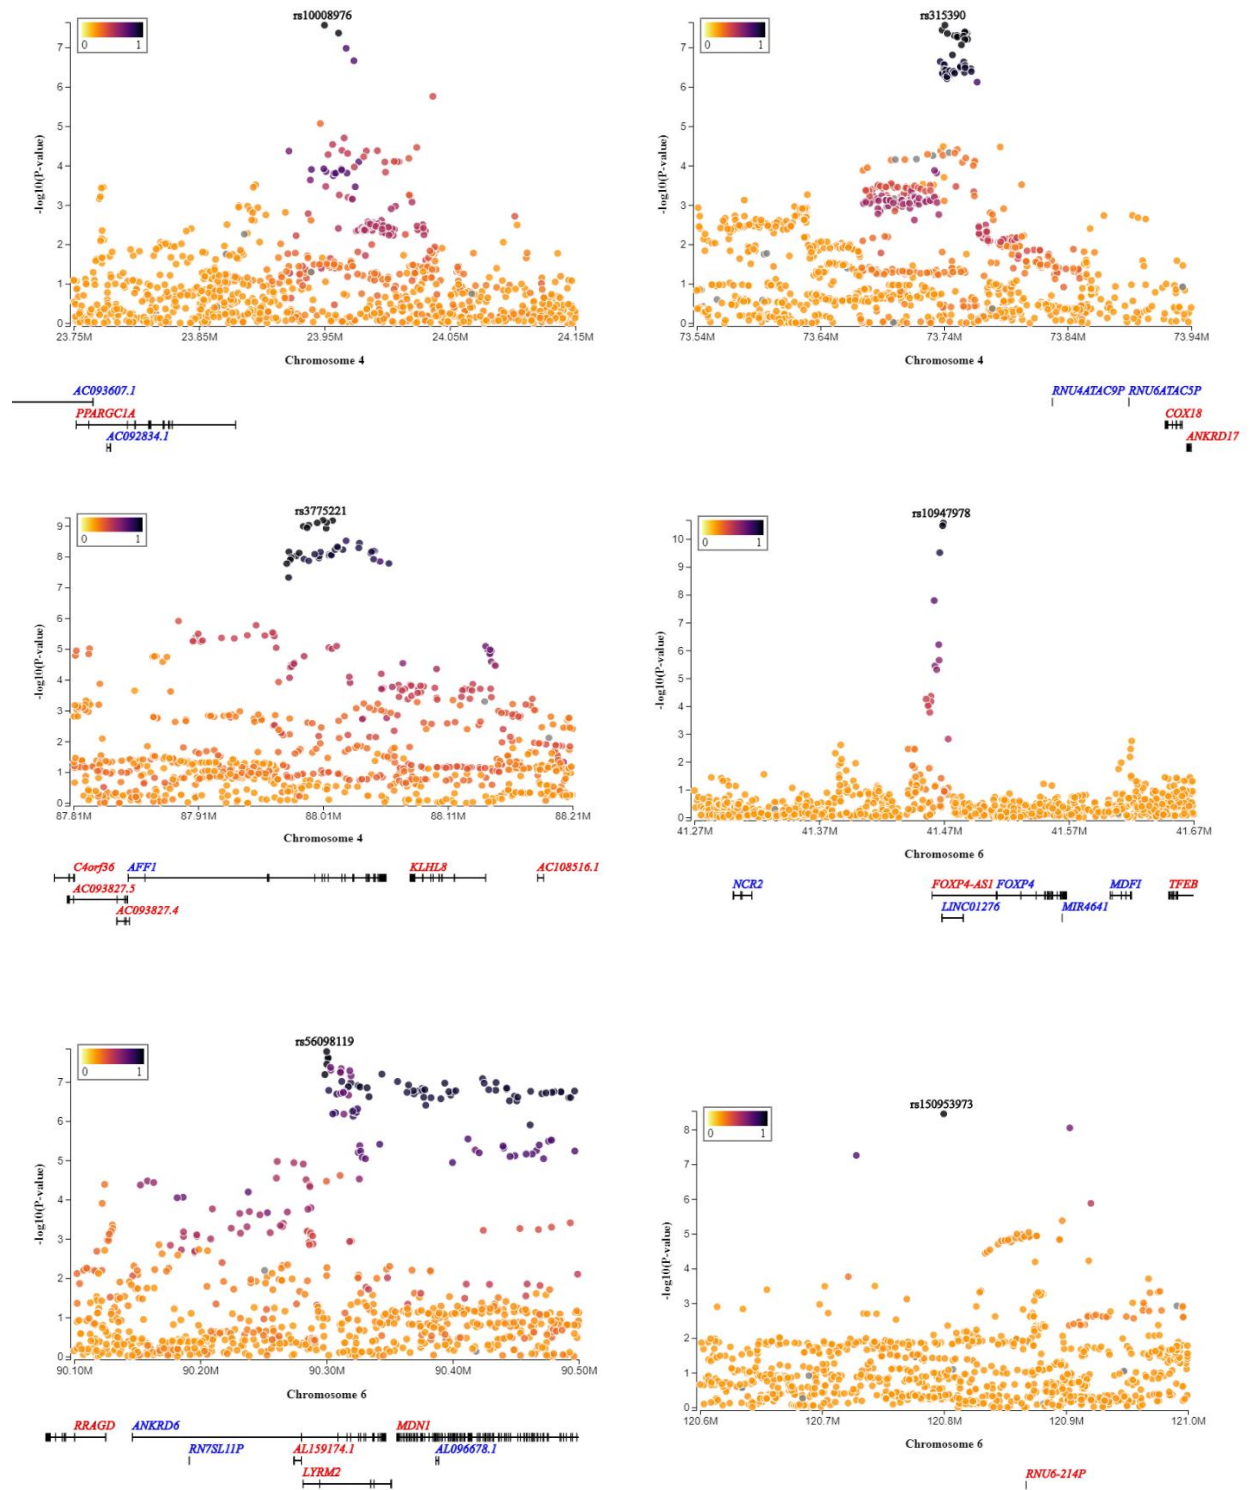 rs10008976
0 1
7
6
5
4
3
2
1
0
-log10(P-value)
23.75M 23.85M 23.95M 24.05M 24.15M
Chromosome 4
AC093607.1
PPARGC1A
AC092834.1
rs315390
0 1
7
6
5
4
3
2
1
0
-log10(P-value)
73.54M 73.64M 73.74M 73.84M 73.94M
Chromosome 4
RNU4ATAC9P RNU6ATAC5P
COX18
ANKRD17
rs3775221
0 1
9
8
7
6
5
4
3
2
1
0
-log10(P-value)
87.81M 87.91M 88.01M 88.11M 88.21M
Chromosome 4
C4orf36 AFF1 KLHL8 AC108516.1
AC093827.5
AC093827.4
rs10947978
0 1
10
9
8
7
6
5
4
3
2
1
0
-log10(P-value)
41.27M 41.37M 41.47M 41.57M 41.67M
Chromosome 6
NCR2 FOXP4-AS1 FOXP4 MDFI TFEB
LINC01276 MIR4641
rs56098119
0 1
7
6
5
4
3
2
1
0
-log10(P-value)
90.10M 90.20M 90.30M 90.40M 90.50M
Chromosome 6
RRAGD ANKRD6 MDN1
RN7SL11P AL159174.1 AL096678.1
LYRM2
rs150953973
0 1
8
7
6
5
4
3
2
1
0
-log10(P-value)
120.6M 120.7M 120.8M 120.9M 121.0M
Chromosome 6
RNU6-214P